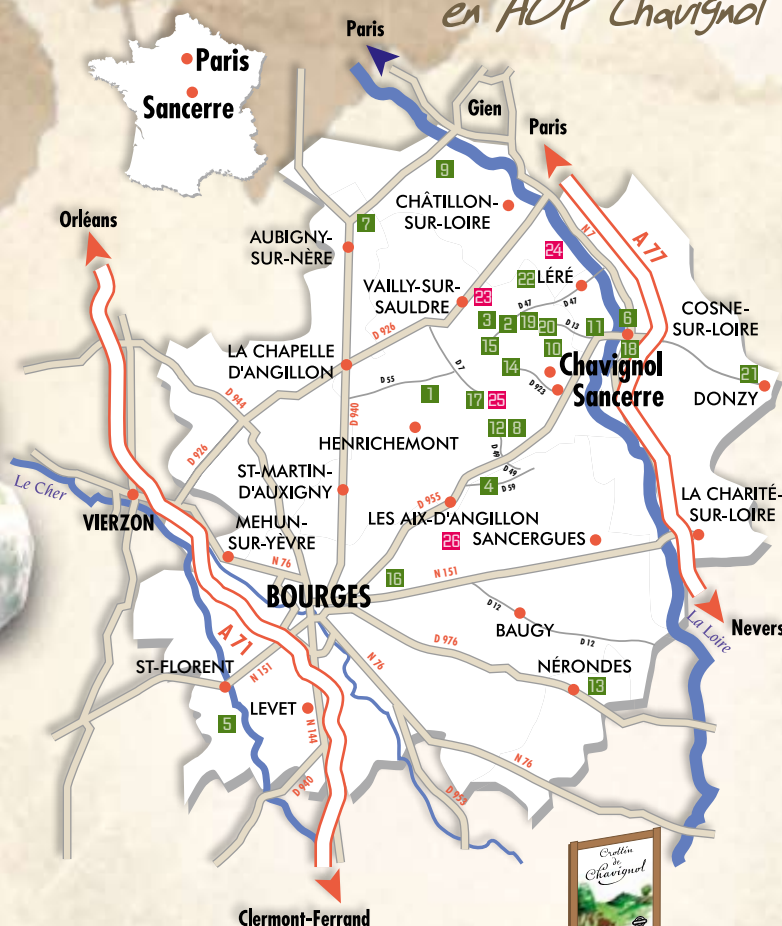 en AOP Chavignol
Paris
Paris
Sancerre
Gien
Paris
9
CHÂTILLON-
SUR-LOIRE
Orléans
7
AUBIGNY-
SUR-NÈRE
N 7
A 77
24
22
LÉRÉ
VAILLY-SUR-
SAULDRE
23
D 47
D 47
COSNE-
SUR-LOIRE
3
2
19
20
D 13
11
6
D 926
15
10
18
LA CHAPELLE
D'ANGILLON
D 7
14
Chavignol
Sancerre
D 923
21
DONZY
D 944
D 55
D 940
1
17
25
HENRICHEMONT
12
8
D 926
D 49
D 49
ST-MARTIN-
D'AUXIGNY
4
D 59
Le Cher
VIERZON
D 955
LES AIX-D'ANGILLON
LA CHARITÉ-
SUR-LOIRE
MEHUN-
SUR-YÈVRE
26
SANCERGUES
N 76
16
N 151
BOURGES
D 12
BAUGY
D 12
La Loire
Nevers
A 71
D 976
N 76
ST-FLORENT
N 151
NÉRONDES
13
5
LEVET
N 144
N 76
D 940
D 953
Crottin
de
Chavignol
Clermont-Ferrand